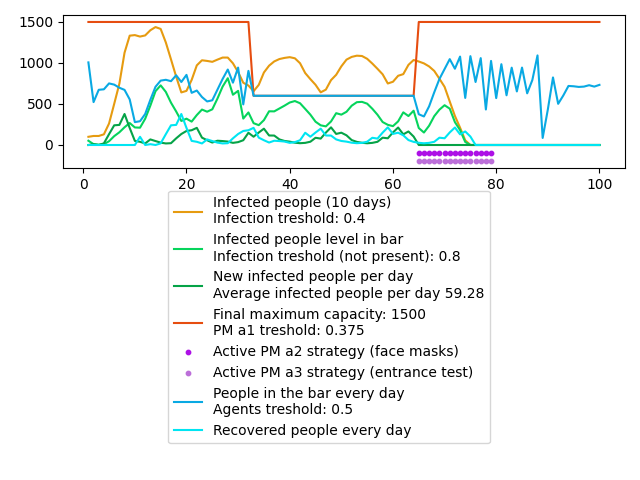 1500
1000
500
0
0
20
40
60
80
100
Infected people (10 days)
Infection treshold: 0.4
Infected people level in bar
Infection treshold (not present): 0.8
New infected people per day
Average infected people per day 59.28
Final maximum capacity: 1500
PM a1 treshold: 0.375
Active PM a2 strategy (face masks)
Active PM a3 strategy (entrance test)
People in the bar every day
Agents treshold: 0.5
Recovered people every day